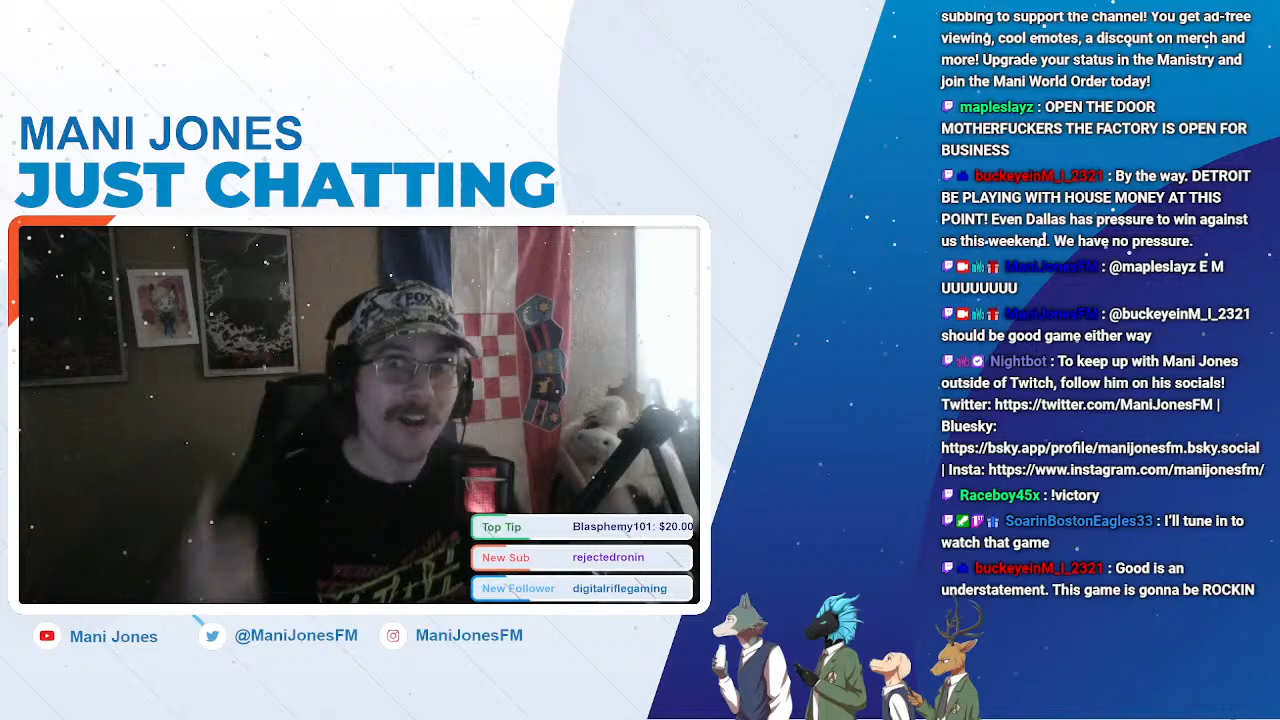 MANI JONES
JUST CHATTING
FOX
Top Tip Blasphemy101: $20.00
New Sub rejectedronin
New Follower digitalriflegaming
Mani Jones @ManiJonesFM ManiJonesFM
subbing to support the channel! You get ad-free
viewing, cool emotes, a discount on merch and
more! Upgrade your status in the Manistry and
join the Mani World Order today!
mapleslayz : OPEN THE DOOR
MOTHERFUCKERS THE FACTORY IS OPEN FOR
BUSINESS
buckeyeinM_I_2321 : By the way. DETROIT
BE PLAYING WITH HOUSE MONEY AT THIS
POINT! Even Dallas has pressure to win against
us this weekend. We have no pressure.
ManiJonesFM : @mapleslayz E M
UUUUUUUU
ManiJonesFM : @buckeyeinM_I_2321
should be good game either way
Nightbot : To keep up with Mani Jones
outside of Twitch, follow him on his socials!
Twitter: https://twitter.com/ManiJonesFM |
Bluesky:
https://bsky.app/profile/manijonesfm.bsky.social
| Insta: https://www.instagram.com/manijonesfm/
Raceboy45x : !victory
SoarinBostonEagles33 : I'll tune in to
watch that game
buckeyeinM_I_2321 : Good is an
understatement. This game is gonna be ROCKIN